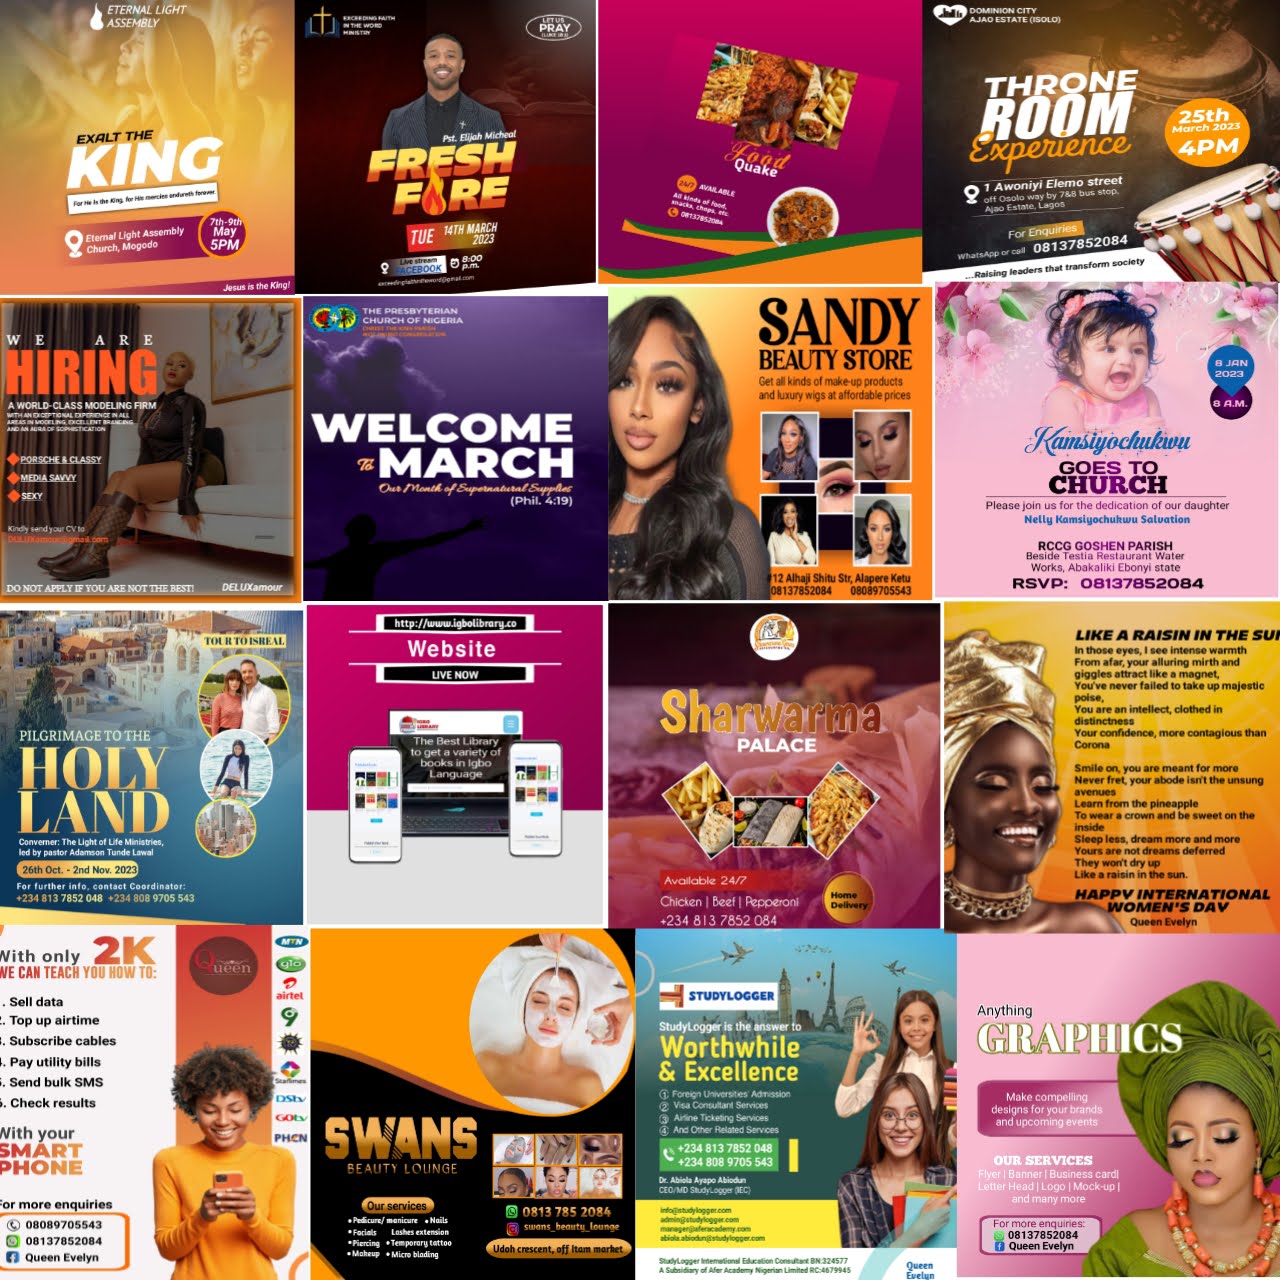 ETERNAL LIGHT
ASSEMBLY
EXALT THE
KING
For He is the King, for His mercies endureth forever.
Eternal Light Assembly
Church, Mogodo
7th-9th
May
5PM
Jesus is the King!
EXCEEDING FAITH
IN THE WORD
MINISTRY
LET US
PRAY
Pst. Elijah Micheal
FRESH
FIRE
TUE
14TH MARCH
2023
Live stream
FACEBOOK
8:00
p.m.
exceedingfaithintheword@gmail.com
Food
Quake
24/7 AVAILABLE
All kinds of food,
snacks, chops, etc.
08137852084
DOMINION CITY
AJAO ESTATE (ISOLO)
THRONE
ROOM
Experience
25th
March 2023
4PM
1 Awoniyi Elemo street
off Osolo way by 7&8 bus stop,
Ajao Estate, Lagos
For Enquiries
WhatsApp or call 08137852084
...Raising leaders that transform society
WE ARE
HIRING
A WORLD-CLASS MODELING FIRM
WITH AN EXCEPTIONAL EXPERIENCE IN ALL
AREAS IN MODELING, EXCELLENT BRANDING
AND AN AURA OF SOPHISTICATION
PORSCHE & CLASSY
MEDIA SAVVY
SEXY
Kindly send your CV to
DULUXamour@gmail.com
DO NOT APPLY IF YOU ARE NOT THE BEST!
DELUXamour
THE PRESBYTERIAN
CHURCH OF NIGERIA
CHRIST THE KING PARISH
WELCOME
To MARCH
Our Month of Supernatural Supplies
(Phil. 4:19)
SANDY
BEAUTY STORE
Get all kinds of make-up products
and luxury wigs at affordable prices
#12 Alhaji Shitu Str, Alapere Ketu
08137852084 08089705543
8 JAN
2023
8 A.M.
Kamsiyochukwu
GOES TO
CHURCH
Please join us for the dedication of our daughter
Nelly Kamsiyochukwu Salvation
RCCG GOSHEN PARISH
Beside Testia Restaurant Water
Works, Abakaliki Ebonyi state
RSVP: 08137852084
TOUR TO ISREAL
PILGRIMAGE TO THE
HOLY
LAND
Converner: The Light of Life Ministries,
led by pastor Adamson Tunde Lawal
26th Oct. - 2nd Nov. 2023
For further info, contact Coordinator:
+234 813 7852 048 +234 808 9705 543
http://www.igbolibrary.co
Website
LIVE NOW
IGBO
LIBRARY
The Best Library
to get a variety of
books in Igbo
Language
Sharwarma
PALACE
Available 24/7
Chicken | Beef | Pepperoni
+234 813 7852 084
Home
Delivery
LIKE A RAISIN IN THE SUN
In those eyes, I see intense warmth
From afar, your alluring mirth and
giggles attract like a magnet,
You've never failed to take up majestic
poise,
You are an intellect, clothed in
distinctness
Your confidence, more contagious than
Corona
Smile on, you are meant for more
Never fret, your abode isn't the unsung
avenues
Learn from the pineapple
To wear a crown and be sweet on the
inside
Sleep less, dream more and more
Yours are not dreams deferred
They won't dry up
Like a raisin in the sun.
HAPPY INTERNATIONAL
WOMEN'S DAY
Queen Evelyn
With only 2K
WE CAN TEACH YOU HOW TO:
. Sell data
2. Top up airtime
3. Subscribe cables
4. Pay utility bills
5. Send bulk SMS
6. Check results
With your
SMART
PHONE
For more enquiries
08089705543
08137852084
Queen Evelyn
Queen
MTN
glo
airtel
9
Startimes
DStv
GOtv
PHCN
SWANS
BEAUTY LOUNGE
Our services
• Pedicure/ manicure • Nails
• Facials Lashes extension
• Piercing • Temporary tattoo
• Makeup • Micro blading
0813 785 2084
swans_beauty_lounge
Udoh crescent, off Itam market
STUDYLOGGER
StudyLogger is the answer to
Worthwhile
& Excellence
1 Foreign Universities' Admission
2 Visa Consultant Services
3 Airline Ticketing Services
4 And Other Related Services
+234 813 7852 048
+234 808 9705 543
Dr. Abiola Ayapo Abiodun
CEO/MD StudyLogger (IEC)
info@studylogger.com
admin@studylogger.com
manager@aferacademy.com
abiola.abiodun@studylogger.com
StudyLogger International Education Consultant BN:324577
A Subsidiary of Afer Academy Nigerian Limited RC:4679945
Queen
Evelyn
Anything
GRAPHICS
Make compelling
designs for your brands
and upcoming events
OUR SERVICES
Flyer | Banner | Business card|
Letter Head | Logo | Mock-up |
and many more
For more enquiries:
08137852084
Queen Evelyn